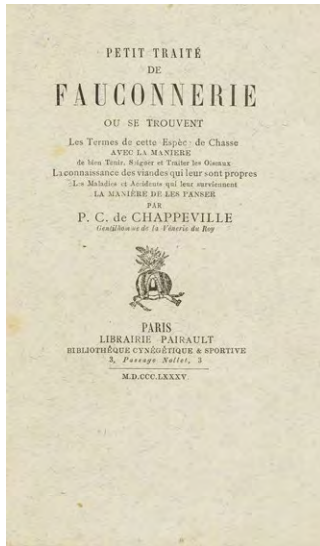 PETIT TRAITÉ
DE
FAUCONNERIE
OU SE TROUVENT
Les Termes de cette Espèce de Chasse
AVEC LA MANIERE
de bien Tenir, Soigner et Traiter les Oiseaux
La connaissance des viandes qui leur sont propres
Les Maladies et Accidents qui leur surviennent
LA MANIÈRE DE LES PANSER
PAR
P. C. de CHAPPEVILLE
Gentilhomme de la Vénerie du Roy
PARIS
LIBRAIRIE PAIRAULT
BIBLIOTHÈQUE CYNÉGÉTIQUE & SPORTIVE
3, Passage Nollet, 3
M.D.CCC.LXXXV.